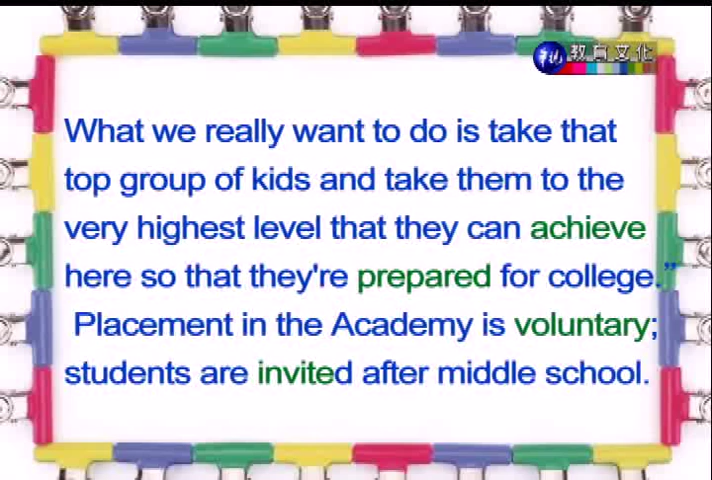 教育文化
What we really want to do is take that
top group of kids and take them to the
very highest level that they can achieve
here so that they're prepared for college.”
Placement in the Academy is voluntary;
students are invited after middle school.